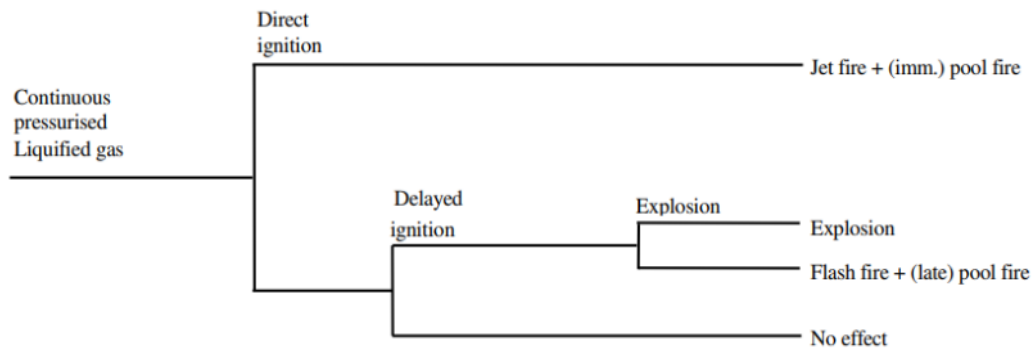 Direct
ignition
Jet fire + (imm.) pool fire
Continuous
pressurised
Liquified gas
Delayed
ignition
Explosion
Explosion
Flash fire + (late) pool fire
No effect